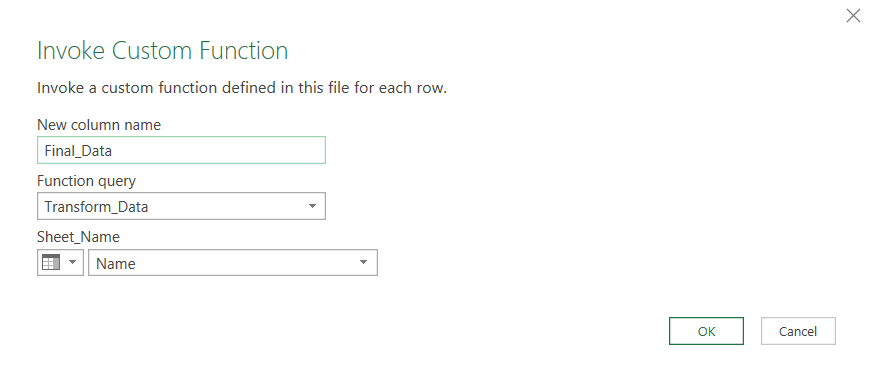 Invoke Custom Function
Invoke a custom function defined in this file for each row.
New column name
Final_Data
Function query
Transform_Data
Sheet_Name
Name
OK
Cancel